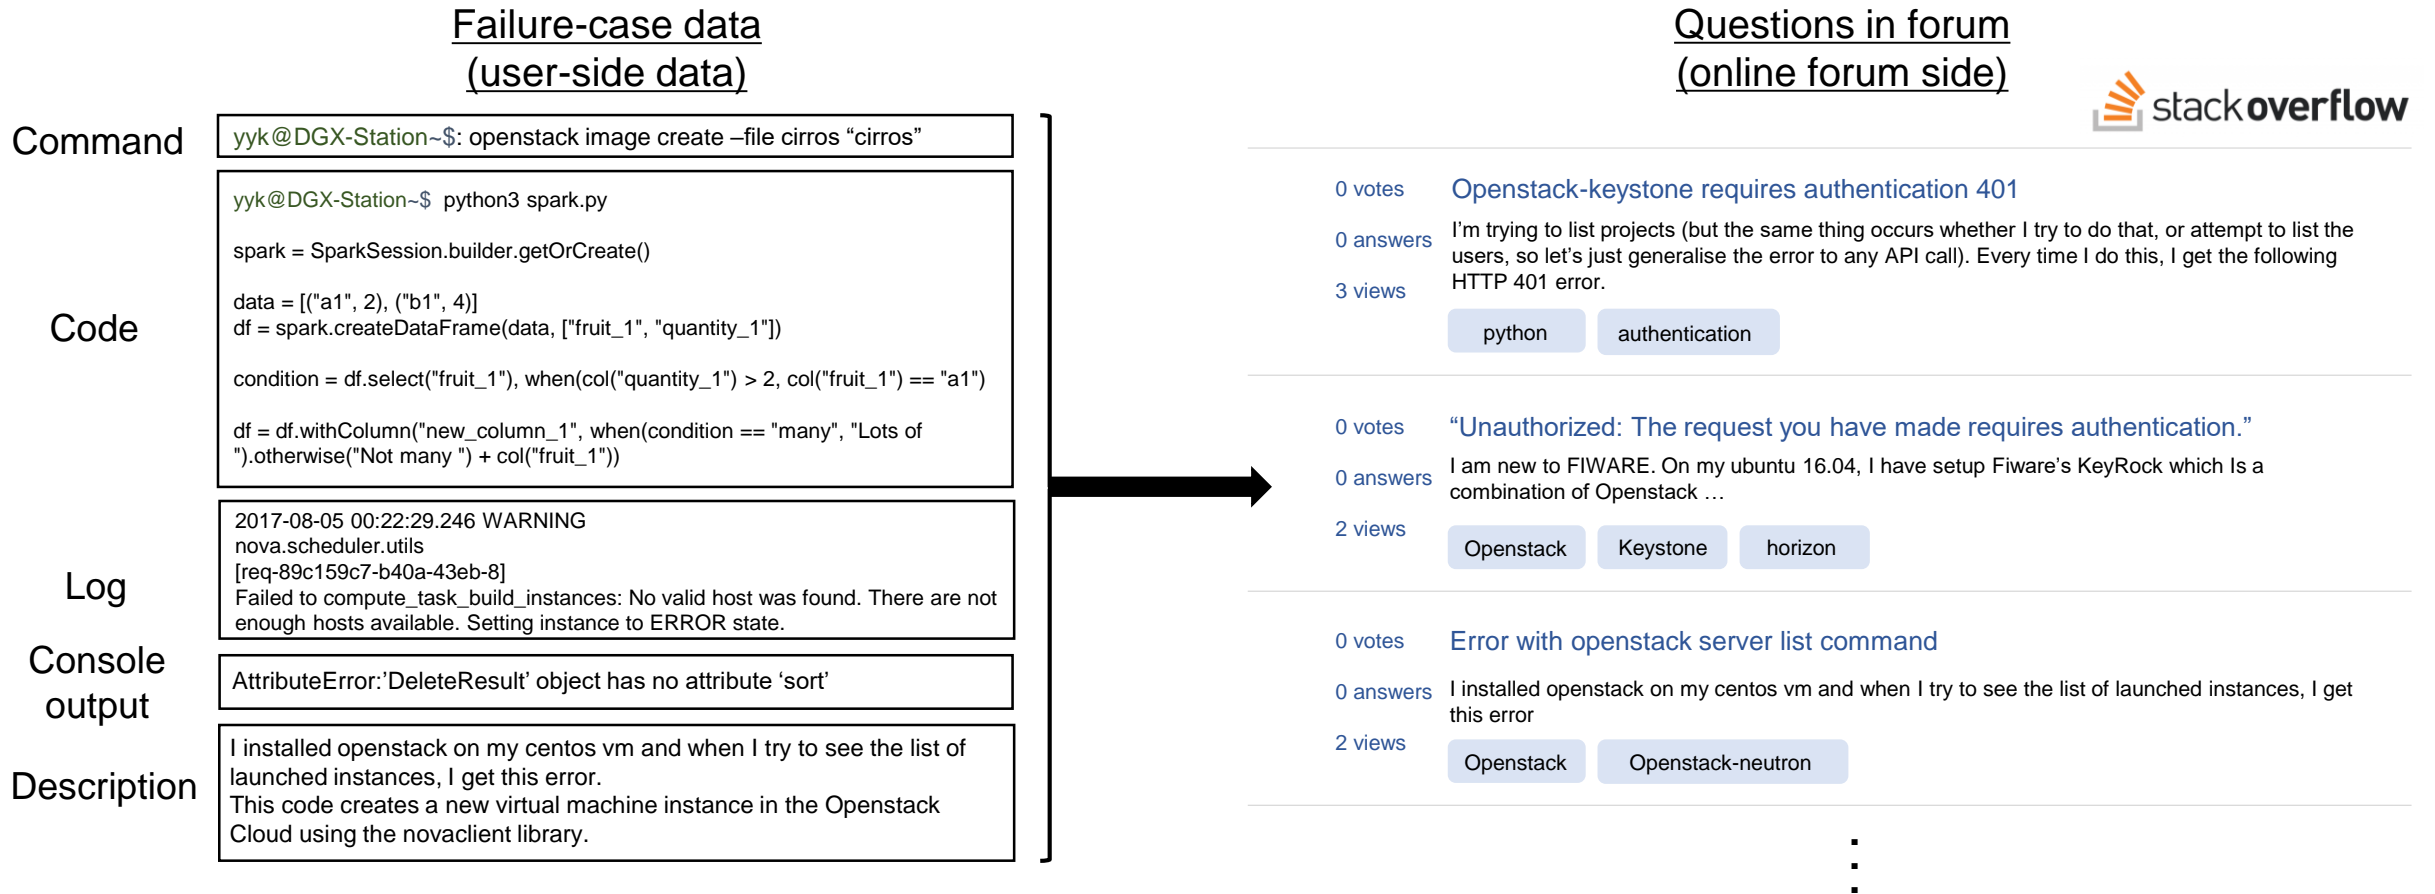 Failure-case data
(user-side data)
Command
yyk@DGX-Station~$: openstack image create –file cirros “cirros”
Code
yyk@DGX-Station~$ python3 spark.py
spark = SparkSession.builder.getOrCreate()
data = [("a1", 2), ("b1", 4)]
df = spark.createDataFrame(data, ["fruit_1", "quantity_1"])
condition = df.select("fruit_1"), when(col("quantity_1") > 2, col("fruit_1") == "a1")
df = df.withColumn("new_column_1", when(condition == "many", "Lots of
").otherwise("Not many ") + col("fruit_1"))
Log
2017-08-05 00:22:29.246 WARNING
nova.scheduler.utils
[req-89c159c7-b40a-43eb-8]
Failed to compute_task_build_instances: No valid host was found. There are not
enough hosts available. Setting instance to ERROR state.
Console
output
AttributeError:’DeleteResult’ object has no attribute ‘sort’
Description
I installed openstack on my centos vm and when I try to see the list of
launched instances, I get this error.
This code creates a new virtual machine instance in the Openstack
Cloud using the novaclient library.
Questions in forum
(online forum side)
stackoverflow
0 votes
0 answers
3 views
Openstack-keystone requires authentication 401
I’m trying to list projects (but the same thing occurs whether I try to do that, or attempt to list the
users, so let’s just generalise the error to any API call). Every time I do this, I get the following
HTTP 401 error.
python
authentication
0 votes
0 answers
2 views
“Unauthorized: The request you have made requires authentication.”
I am new to FIWARE. On my ubuntu 16.04, I have setup Fiware’s KeyRock which Is a
combination of Openstack …
Openstack
Keystone
horizon
0 votes
0 answers
2 views
Error with openstack server list command
I installed openstack on my centos vm and when I try to see the list of launched instances, I get
this error
Openstack
Openstack-neutron